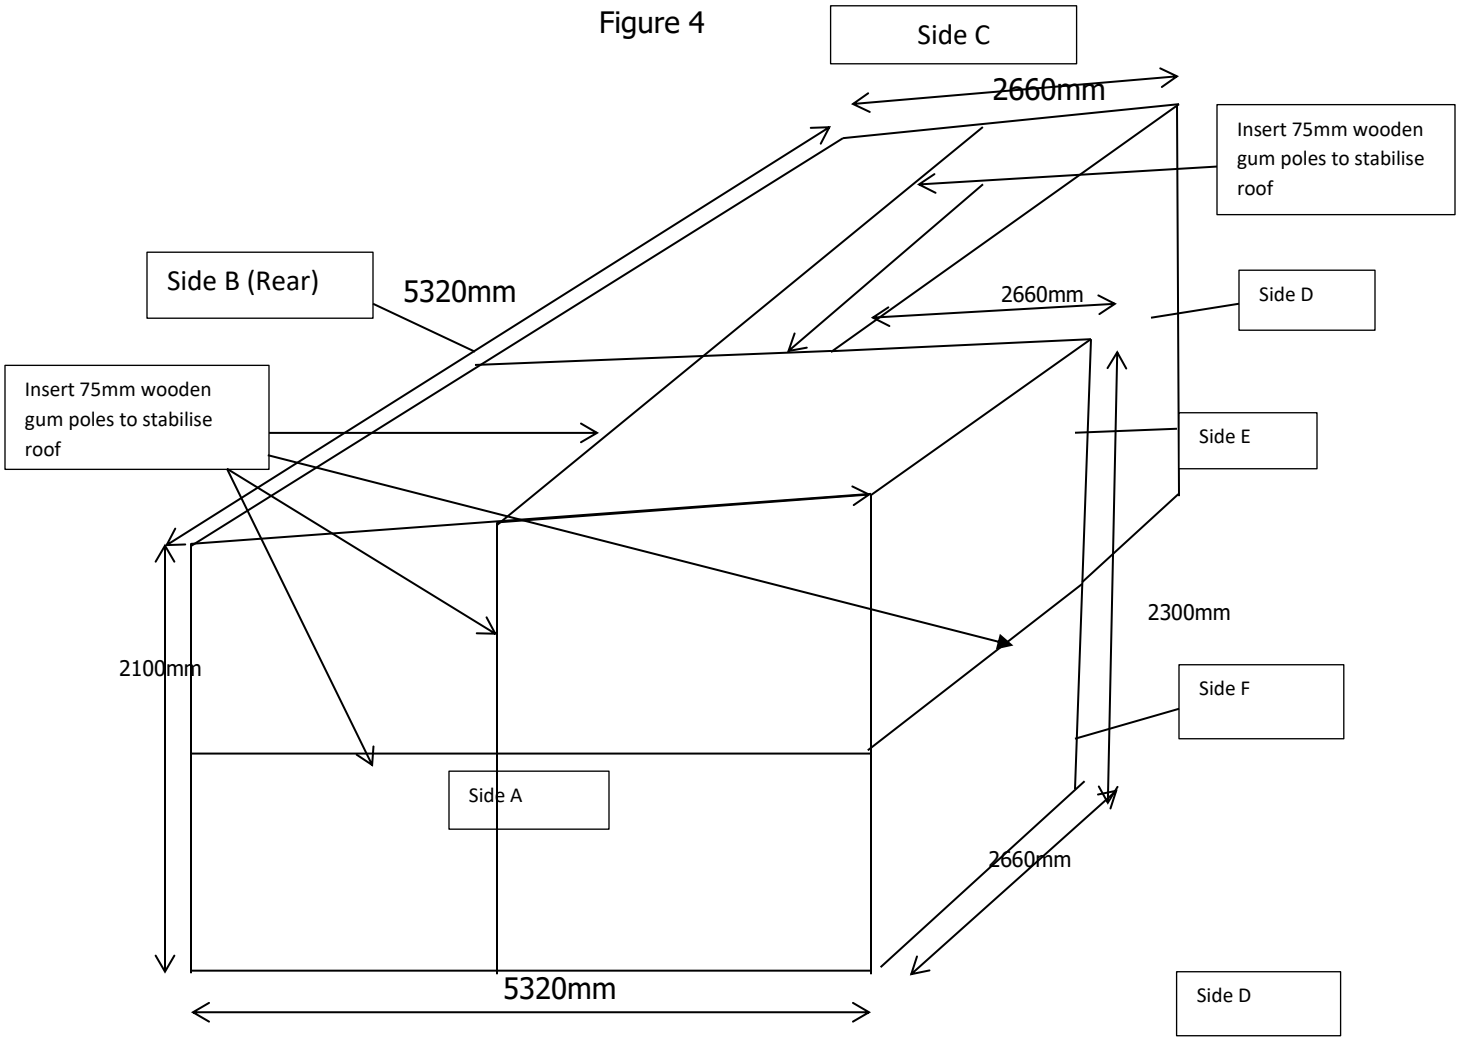 Figure 4
Side C
2660mm
Insert 75mm wooden
gum poles to stabilise
roof
Side B (Rear)
5320mm
2660mm
Side D
Insert 75mm wooden
gum poles to stabilise
roof
Side E
2300mm
2100mm
Side F
Side A
2660mm
5320mm
Side D